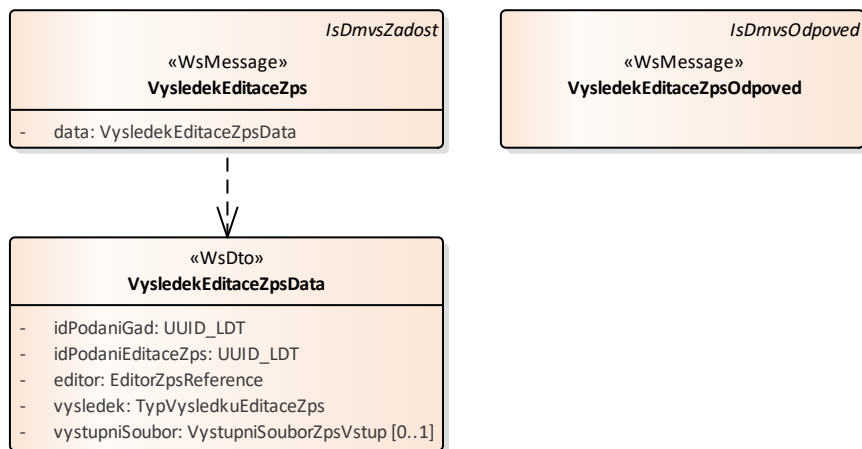 IsDmvsZadost
«WsMessage»
VysledekEditaceZps
- data: VysledekEditaceZpsData
IsDmvsOdpoved
«WsMessage»
VysledekEditaceZpsOdpoved
«WsDto»
VysledekEditaceZpsData
- idPodaniGad: UUID_LDT
- idPodaniEditaceZps: UUID_LDT
- editor: EditorZpsReference
- vysledek: TypVysledkuEditaceZps
- vystupniSoubor: VystupniSouborZpsVstup [0..1]